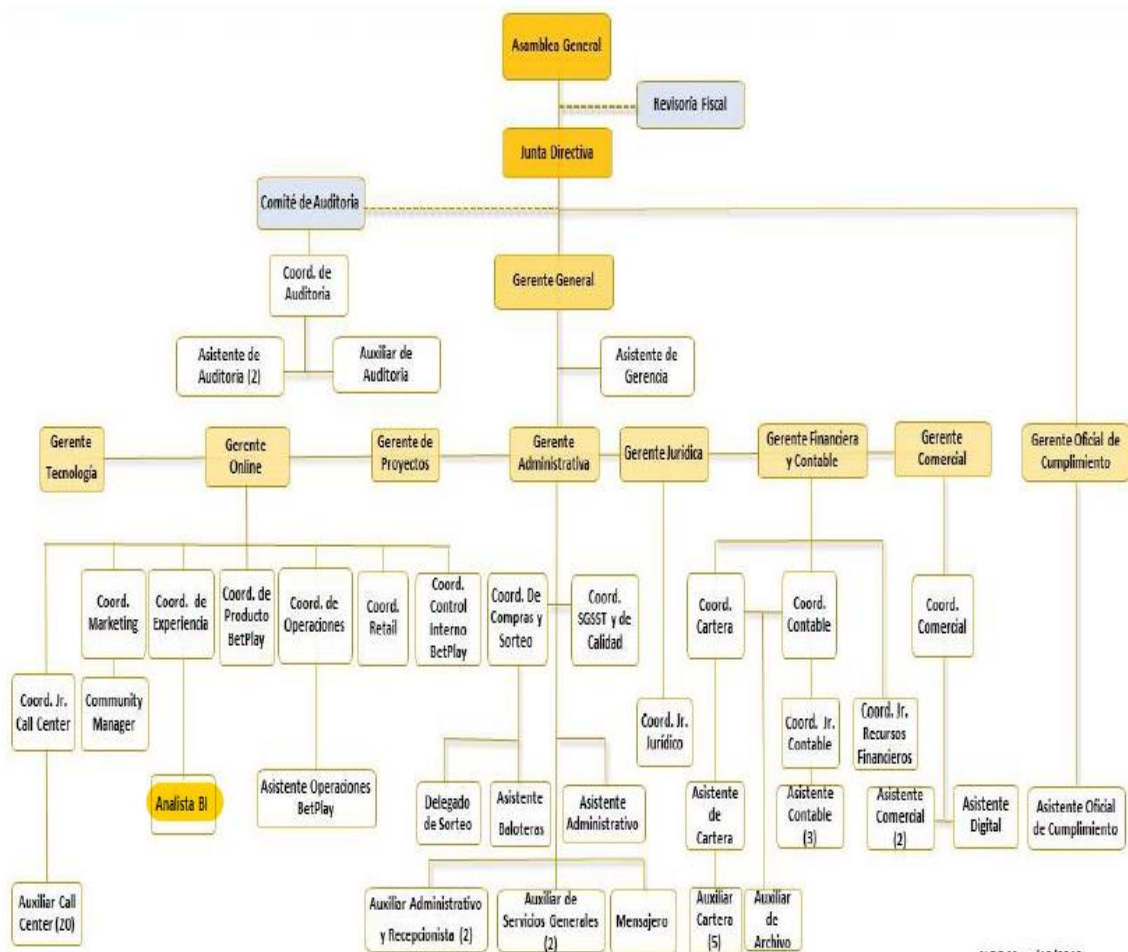 Asamblea General
Revisoría Fiscal
Junta Directiva
Comité de Auditoria
Coord. de
Auditoria
Gerente General
Asistente de
Auditoria (2)
Auxiliar de
Auditoria
Asistente de
Gerencia
Gerente
Tecnología
Gerente
Online
Gerente de
Proyectos
Gerente
Administrativa
Gerente Jurídica
Gerente Financiera
y Contable
Gerente
Comercial
Gerente Oficial de
Cumplimiento
Coord.
Marketing
Coord. de
Experiencia
Coord. de
Producto
BetPlay
Coord. de
Operaciones
Coord.
Retail
Coord.
Control
Interno
BetPlay
Coord. De
Compras y
Sorteo
Coord.
SGSST y de
Calidad
Coord.
Cartera
Coord.
Contable
Coord.
Comercial
Coord. Jr.
Call Center
Community
Manager
Coord. Jr.
Jurídico
Coord. Jr.
Contable
Coord. Jr.
Recursos
Financieros
Analista BI
Asistente Operaciones
BetPlay
Delegado
de Sorteo
Asistente
Baloteras
Asistente
Administrativo
Asistente
de
Cartera
Asistente
Contable
(3)
Asistente
Comercial
(2)
Asistente
Digital
Asistente Oficial
de Cumplimiento
Auxiliar Call
Center (20)
Auxiliar Administrativo
y Recepcionista (2)
Auxiliar de
Servicios Generales
(2)
Mensajero
Auxiliar
Cartera
(5)
Auxiliar
de
Archivo